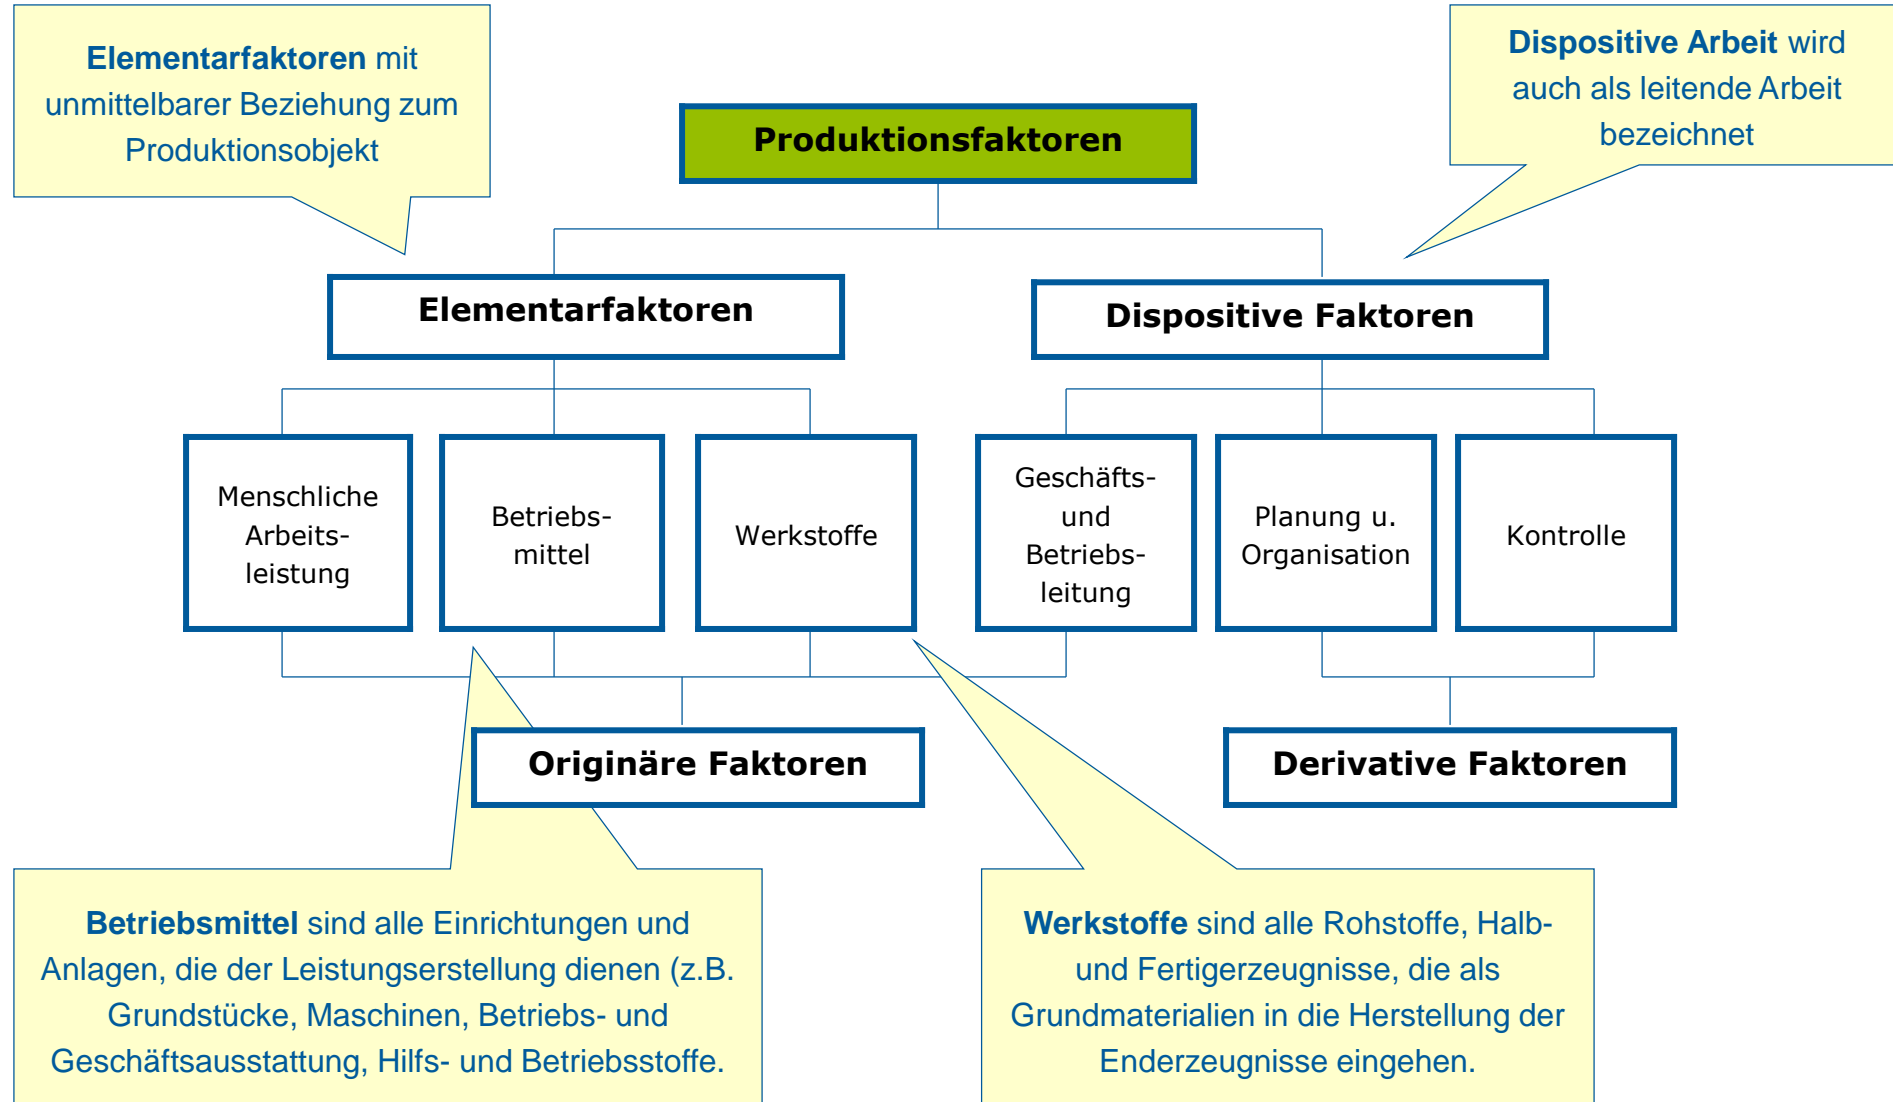 Elementarfaktoren mit
unmittelbarer Beziehung zum
Produktionsobjekt
Dispositive Arbeit wird
auch als leitende Arbeit
bezeichnet
Produktionsfaktoren
Elementarfaktoren
Dispositive Faktoren
Menschliche
Arbeits-
leistung
Betriebs-
mittel
Werkstoffe
Geschäfts-
und
Betriebs-
leitung
Planung u.
Organisation
Kontrolle
Originäre Faktoren
Derivative Faktoren
Betriebsmittel sind alle Einrichtungen und
Anlagen, die der Leistungserstellung dienen (z.B.
Grundstücke, Maschinen, Betriebs- und
Geschäftsausstattung, Hilfs- und Betriebsstoffe.
Werkstoffe sind alle Rohstoffe, Halb-
und Fertigerzeugnisse, die als
Grundmaterialien in die Herstellung der
Enderzeugnisse eingehen.